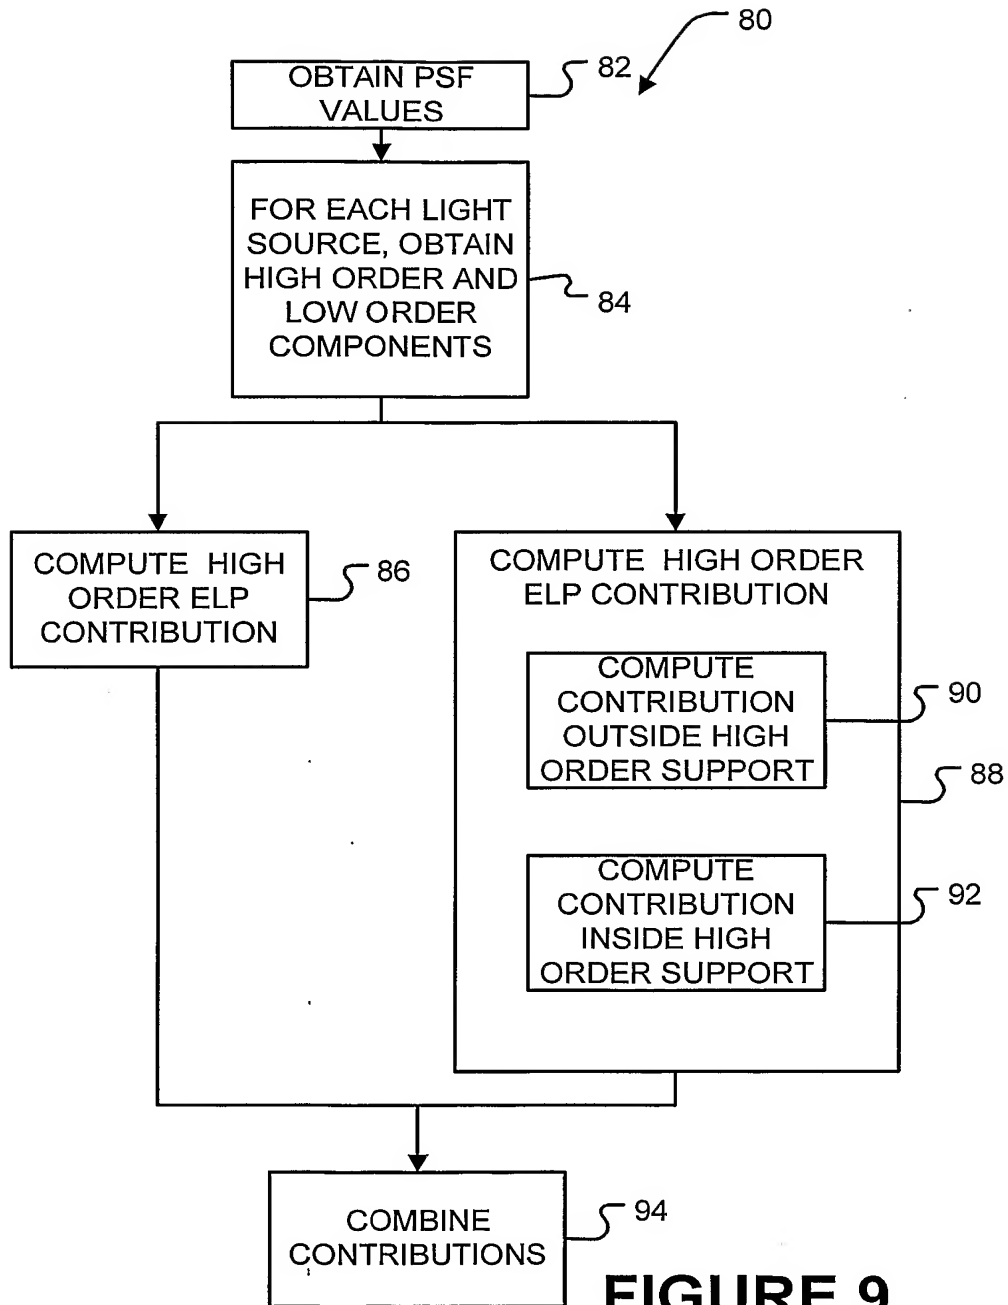 80
OBTAIN PSF
VALUES
82
FOR EACH LIGHT
SOURCE, OBTAIN
HIGH ORDER AND
LOW ORDER
COMPONENTS
84
COMPUTE HIGH
ORDER ELP
CONTRIBUTION
86
COMPUTE HIGH ORDER
ELP CONTRIBUTION
COMPUTE
CONTRIBUTION
OUTSIDE HIGH
ORDER SUPPORT
90
88
COMPUTE
CONTRIBUTION
INSIDE HIGH
ORDER SUPPORT
92
COMBINE
CONTRIBUTIONS
94
FIGURE 9